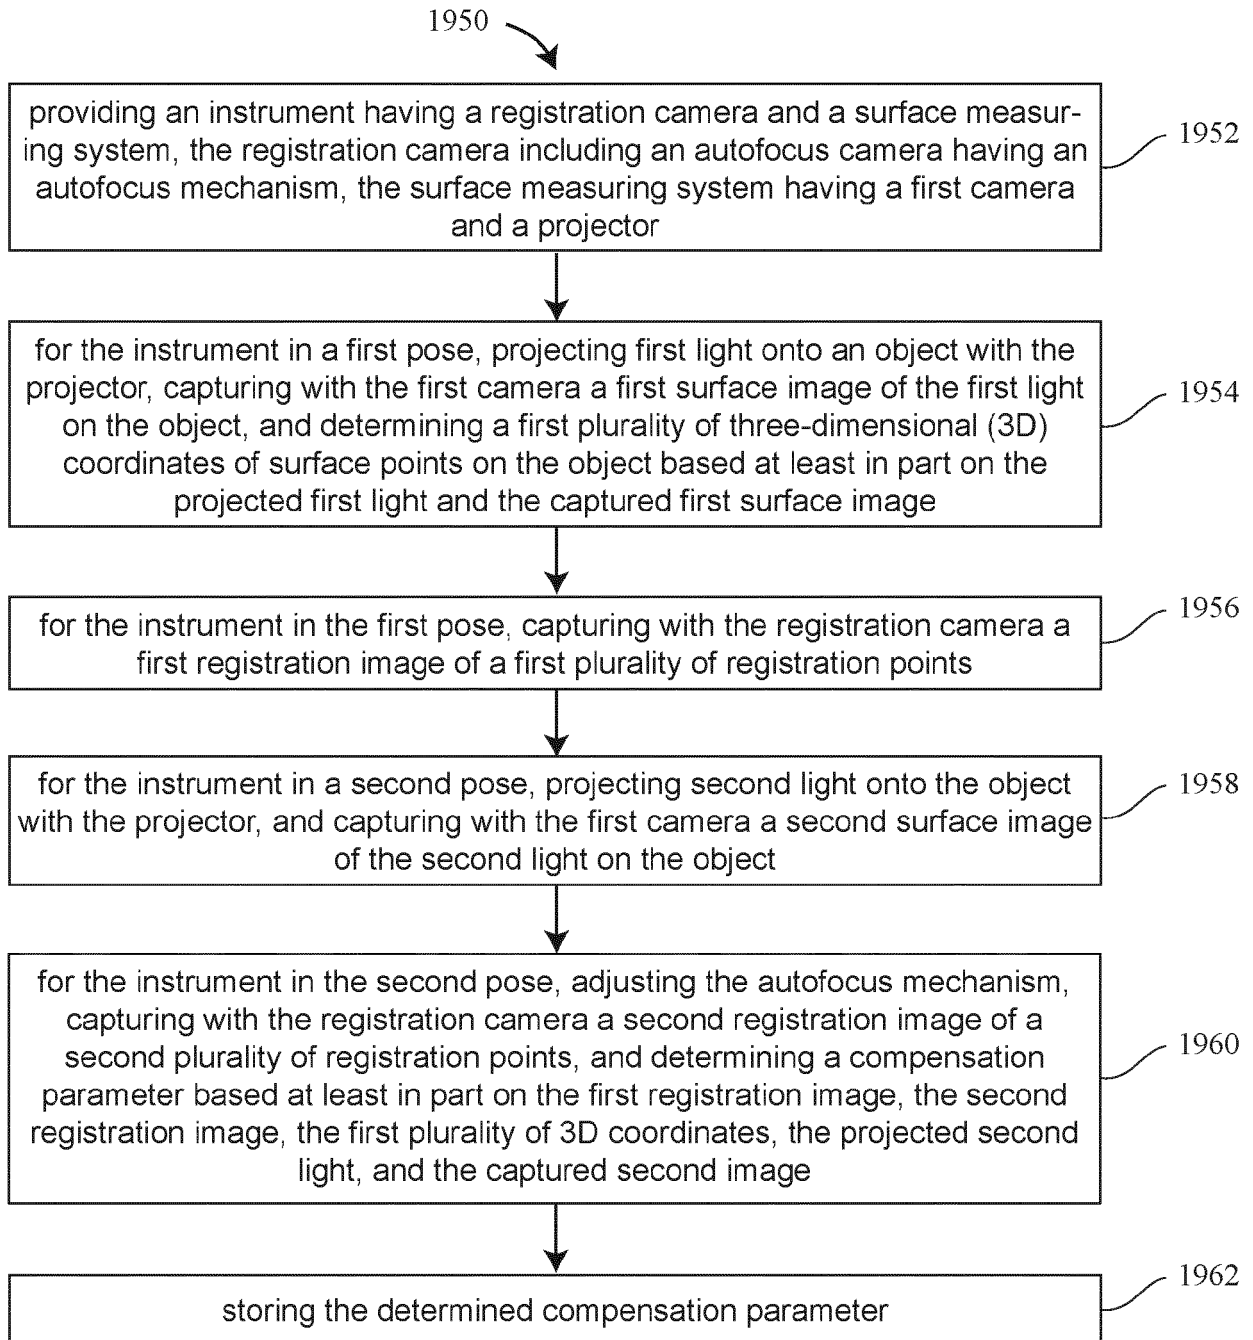 1950
providing an instrument having a registration camera and a surface measur-
ing system, the registration camera including an autofocus camera having an
autofocus mechanism, the surface measuring system having a first camera
and a projector
1952
for the instrument in a first pose, projecting first light onto an object with the
projector, capturing with the first camera a first surface image of the first light
on the object, and determining a first plurality of three-dimensional (3D)
coordinates of surface points on the object based at least in part on the
projected first light and the captured first surface image
1954
for the instrument in the first pose, capturing with the registration camera a
first registration image of a first plurality of registration points
1956
for the instrument in a second pose, projecting second light onto the object
with the projector, and capturing with the first camera a second surface image
of the second light on the object
1958
for the instrument in the second pose, adjusting the autofocus mechanism,
capturing with the registration camera a second registration image of a
second plurality of registration points, and determining a compensation
parameter based at least in part on the first registration image, the second
registration image, the first plurality of 3D coordinates, the projected second
light, and the captured second image
1960
storing the determined compensation parameter
1962